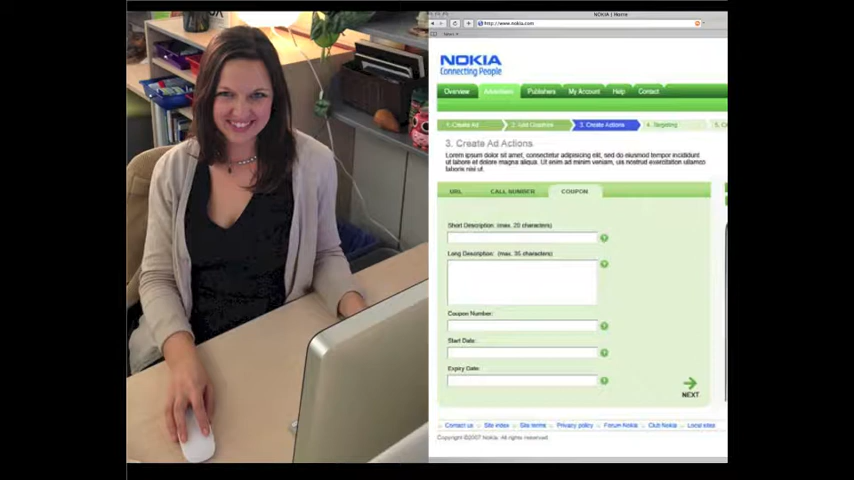 NOKIA | Home
http://www.nokia.com
NOKIA
Connecting People
Overview Advertisers Publishers My Account Help Contact
1. Create Ad 3. Create Actions 4. Targeting
3. Create Ad Actions
Lorem ipsum dolor sit amet, consectetur adipisicing elit, sed do eiusmod tempor incididunt
ut labore et dolore magna aliqua. Ut enim ad minim veniam, quis nostrud exercitation ullamco
laboris nisi ut.
URL CALL NUMBER COUPON
Short Description: (max. 20 characters)
Long Description: (max. 35 characters)
Coupon Number:
Start Date:
Expiry Date:
NEXT
Contact us Site index Site terms Privacy policy Forum Nokia Club Nokia Local sites
Copyright ©2007 Nokia. All rights reserved